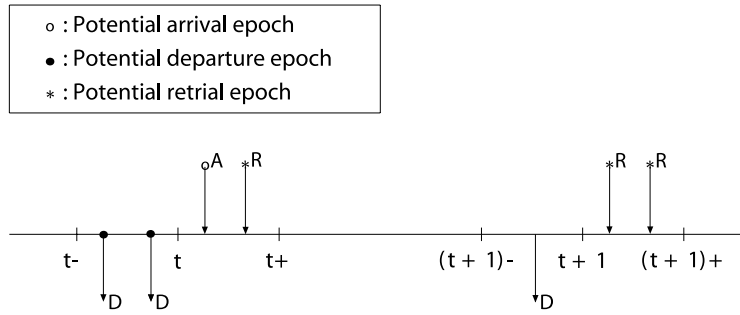 o : Potential arrival epoch
● : Potential departure epoch
* : Potential retrial epoch
A R R R
t- t t+ (t + 1)- t + 1 (t + 1)+
D D D